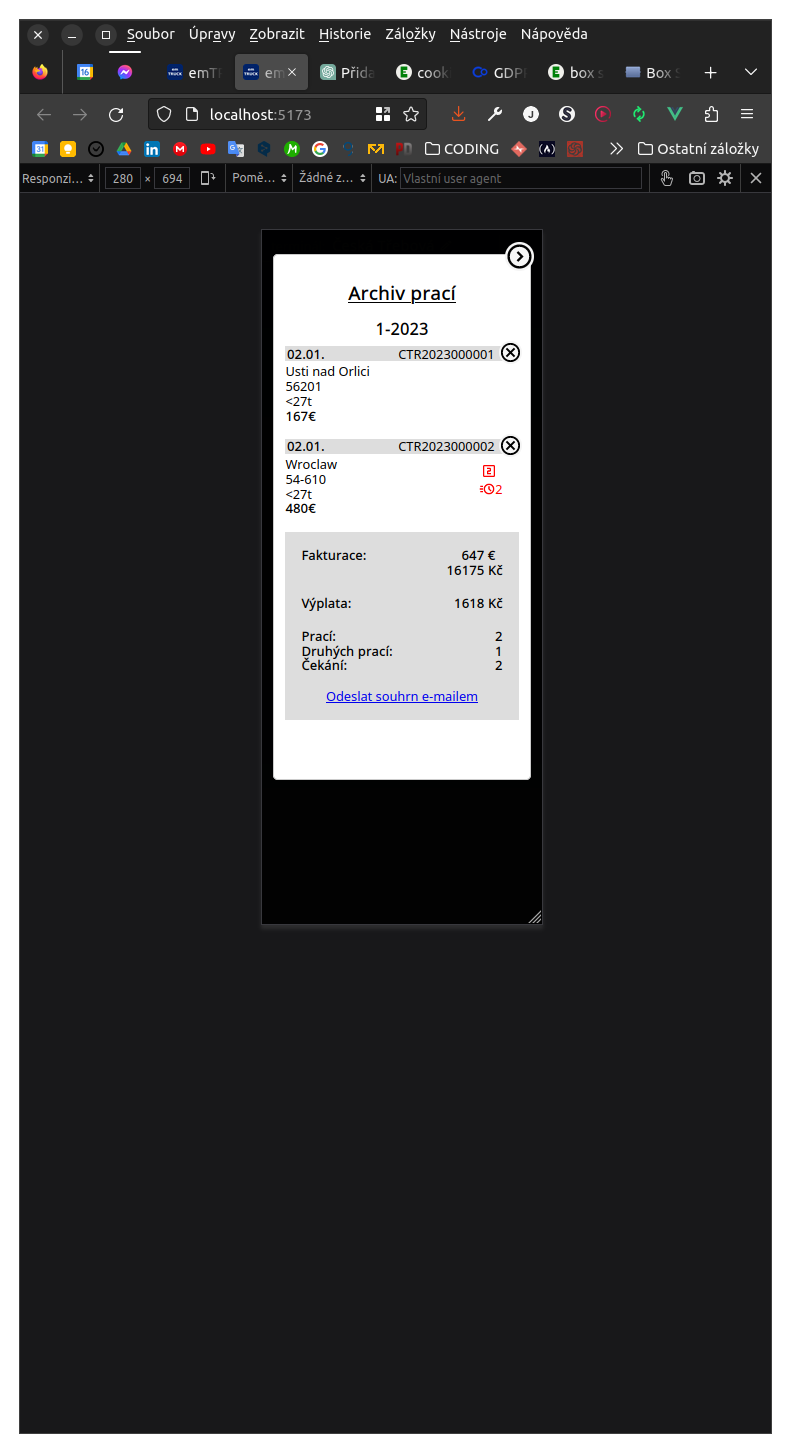 Soubor Úpravy Zobrazit Historie Záložky Nástroje Nápověda
16 emT em Přid cook GDP box s Box
localhost:5173
31 CODING Ostatní záložky
Responzi… 280 × 694 Pomě… Žádné z… UA: Vlastní user agent
Archiv prací
1-2023
02.01. CTR2023000001
Usti nad Orlici
56201
<27t
167€
02.01. CTR2023000002
Wroclaw
54-610
<27t
2
480€
Fakturace: 647 €
16175 Kč
Výplata: 1618 Kč
Prací: 2
Druhých prací: 1
Čekání: 2
Odeslat souhrn e-mailem